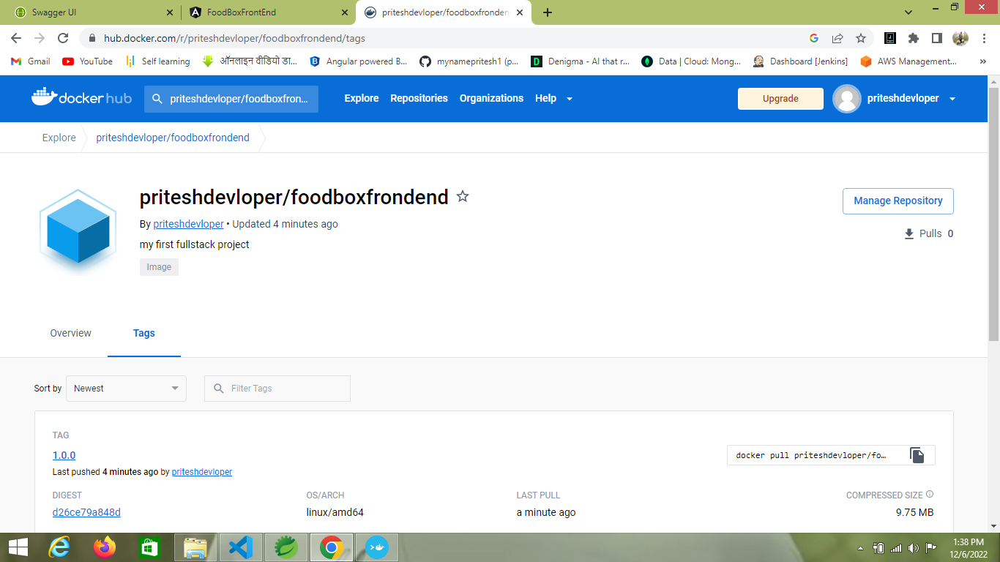 Swagger UI
FoodBoxFrontEnd
priteshdevloper/foodboxfronden
hub.docker.com/r/priteshdevloper/foodboxfrondend/tags
Gmail
YouTube
Self learning
ऑनलाइन वीडियो डा...
Angular powered B...
mynamepritesh1 (p...
Denigma - AI that r...
Data | Cloud: Mong...
Dashboard [Jenkins]
AWS Management...
docker hub
priteshdevloper/foodboxfron...
Explore
Repositories
Organizations
Help
Upgrade
priteshdevloper
Explore
priteshdevloper/foodboxfrondend
priteshdevloper/foodboxfrondend
By priteshdevloper • Updated 4 minutes ago
my first fullstack project
Image
Manage Repository
Pulls 0
Overview
Tags
Sort by
Newest
Filter Tags
TAG
1.0.0
Last pushed 4 minutes ago by priteshdevloper
docker pull priteshdevloper/fo…
DIGEST
OS/ARCH
LAST PULL
COMPRESSED SIZE
d26ce79a848d
linux/amd64
a minute ago
9.75 MB
1:38 PM
12/6/2022